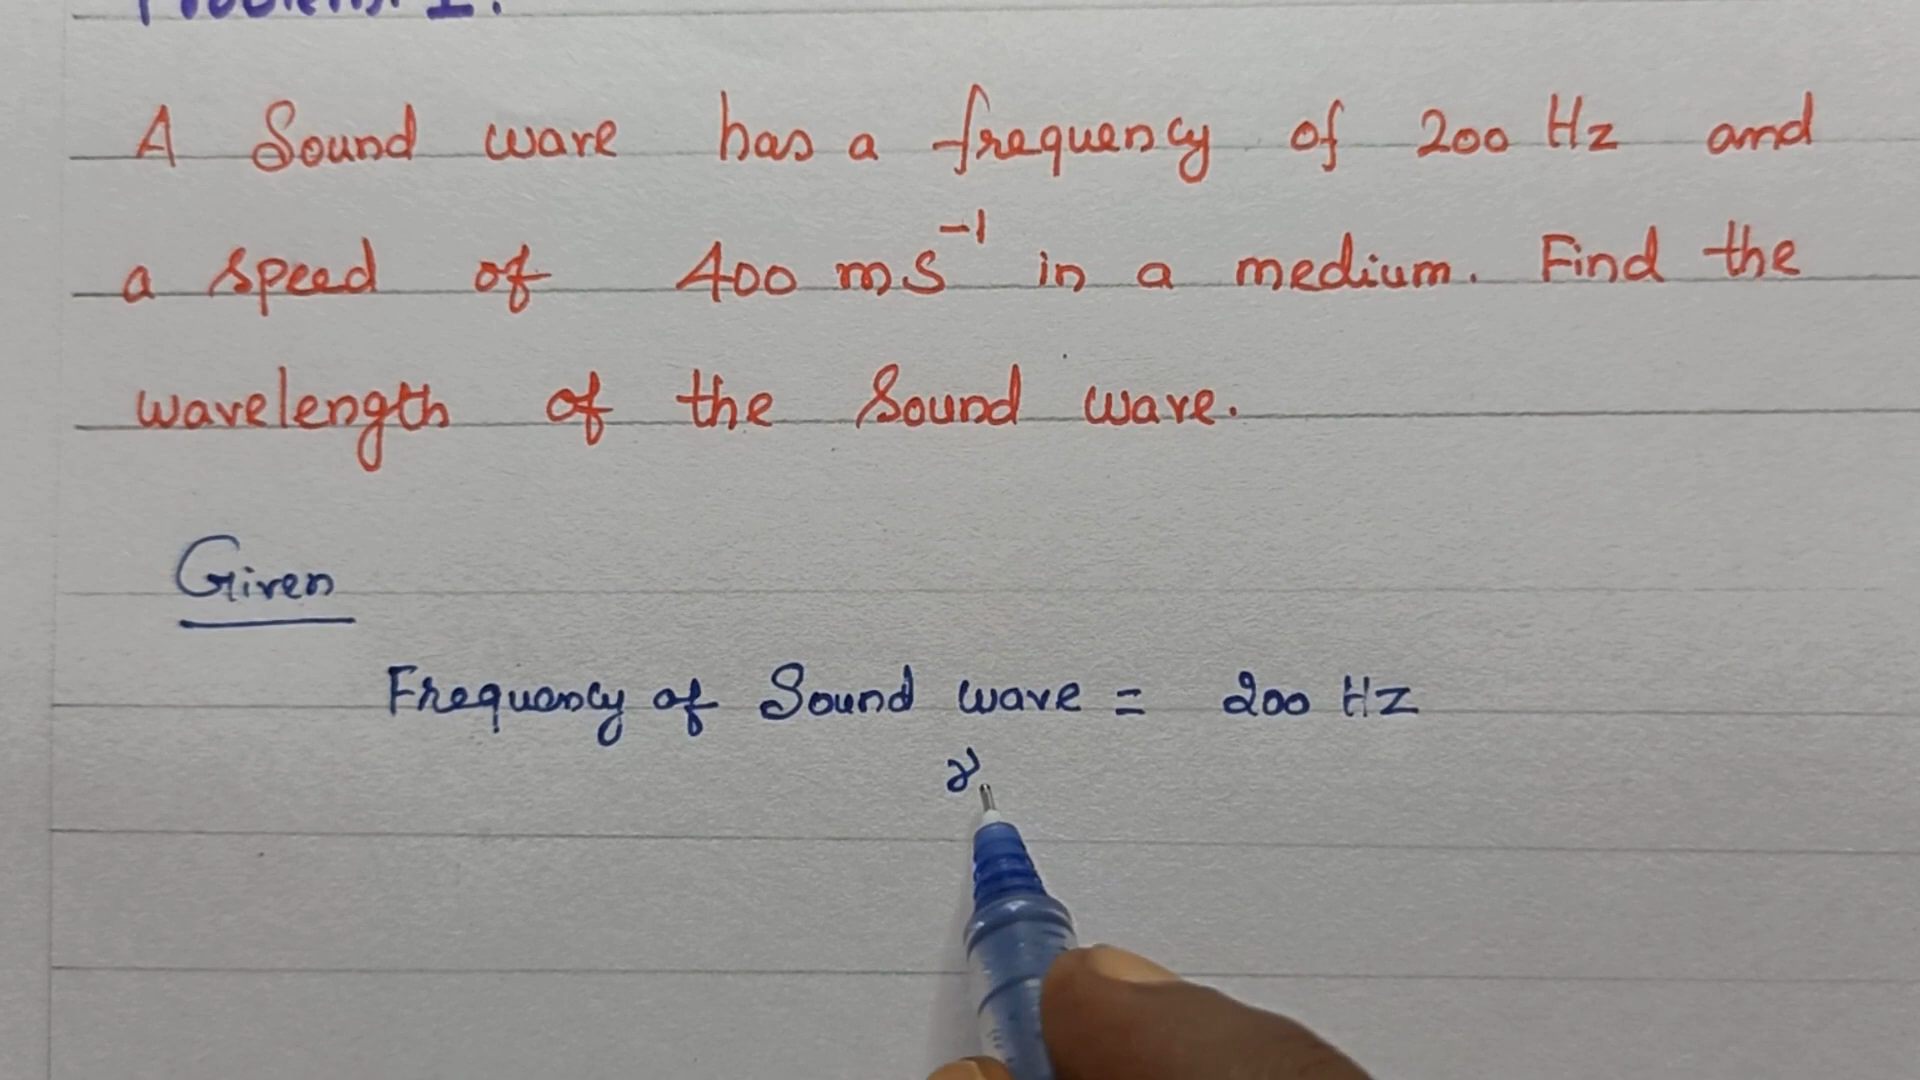 A Sound wave has a frequency of 200 Hz and
a speed of 400 ms⁻¹ in a medium. Find the
wavelength of the Sound wave.
Given
Frequency of Sound wave = 200 HZ